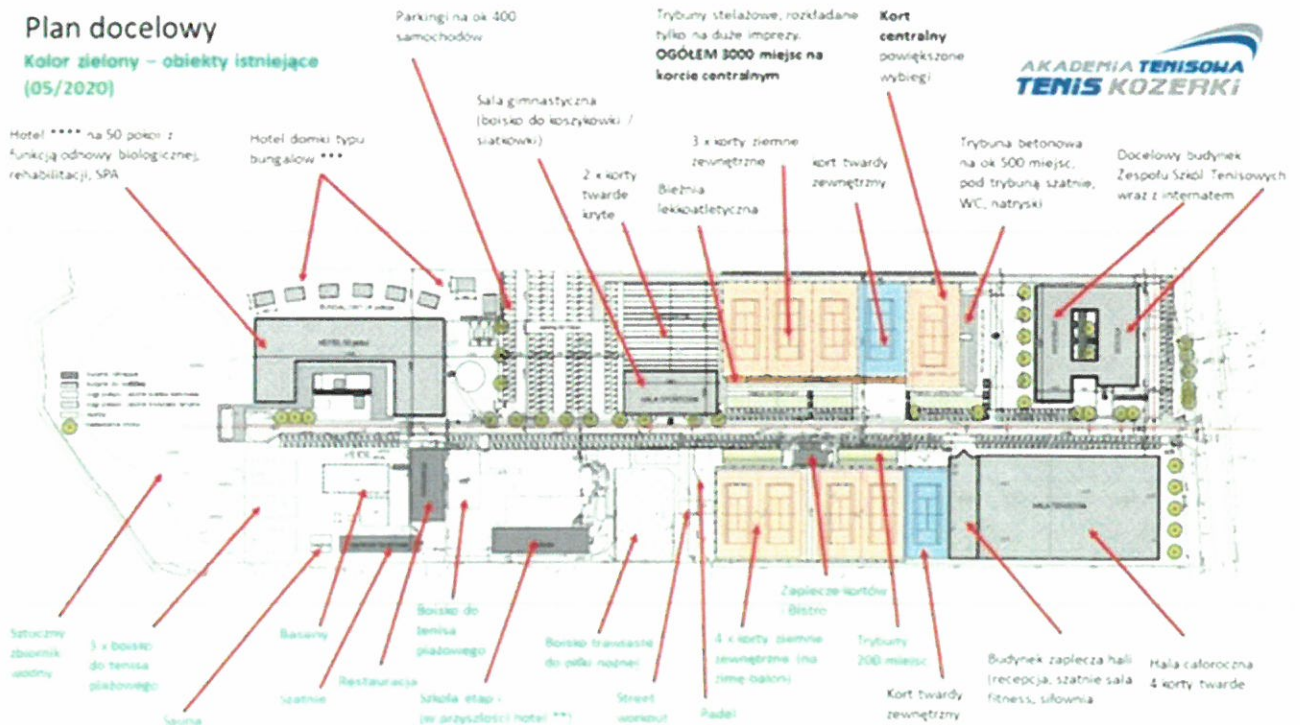 Plan docelowy
Kolor zielony – obiekty istniejące
(05/2020)
Parkingi na ok 400
samochodów
Trybuny stelażowe, rozkładane
tylko na duże imprezy.
OGÓŁEM 3000 miejsc na
korcie centralnym
Kort
centralny
powiększone
wybiegi
AKADEMIA TENISOWA
TENIS KOZERKI
Hotel **** na 50 pokoi z
funkcją odnowy biologicznej,
rehabilitacji, SPA
Hotel domki typu
bungalow ***
Sala gimnastyczna
(boisko do koszykówki /
siatkówki)
2 x korty
twarde
kryte
Bieżnia
lekkoatletyczna
3 x korty ziemne
zewnętrzne
kort twardy
zewnętrzny
Trybuna betonowa
na ok 500 miejsc,
pod trybuną szatnie,
WC, natryski
Docelowy budynek
Zespołu Szkół Tenisowych
wraz z internatem
HALA TENISOWA
Sztuczny
zbiornik
wodny
3 x boisko
do tenisa
plażowego
Sauna
Baseny
Szatnie
Restauracja
Boisko do
tenisa
plażowego
Szkoła etap -
(w przyszłości hotel **)
Boisko trawiaste
do piłki nożnej
Street
workout
Padel
4 x korty ziemne
zewnętrzne (na
zimę balon)
Zaplecze kortów
i Bistro
Trybuny
200 miejsc
Kort twardy
zewnętrzny
Budynek zaplecza hali
(recepcja, szatnie sala
fitness, siłownia
Hala całoroczna
4 korty twarde